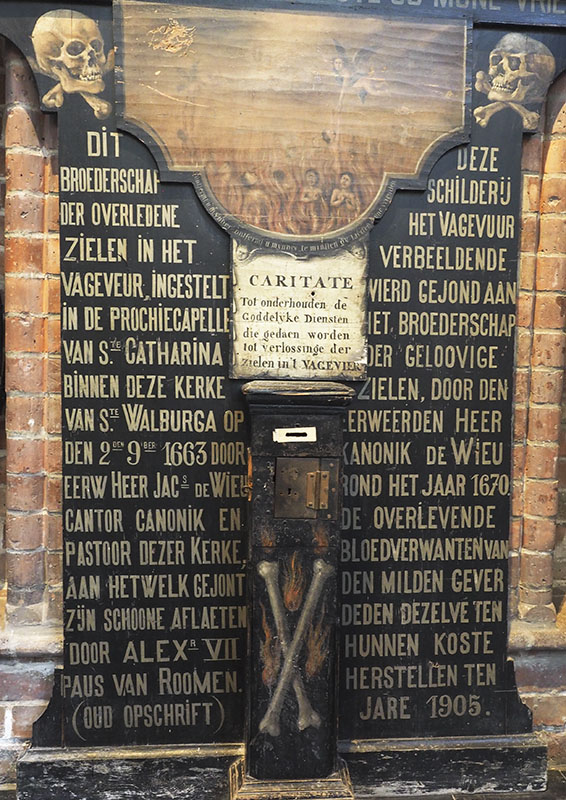 DIT
BROEDERSCHAP
DER OVERLEDENE
ZIELEN IN HET
VAGEVEUR, INGESTELT
IN DE PROCHIECAPELLE
VAN S.TE CATHARINA
BINNEN DEZE KERKE
VAN S.TE WALBURGA OP
DEN 2DEN 9BER 1663 DOOR
EERW HEER JACS DE WIEU
CANTOR CANONIK EN
PASTOOR DEZER KERKE,
AAN HETWELK GEJONT
ZIJN SCHOONE AFLAETEN
DOOR ALEXR VII
PAUS VAN ROOMEN.
(OUD OPSCHRIFT)
CARITATE
Tot onderhouden de
Goddelyke Diensten
die gedaen worden
tot verlossinge der
zielen in't VAGEVIER
DEZE
SCHILDERIJ
HET VAGEVUUR
VERBEELDENDE
WIERD GEJOND AAN
HET BROEDERSCHAP
DER GELOOVIGE
ZIELEN, DOOR DEN
EERWEERDEN HEER
KANONIK DE WIEU
ROND HET JAAR 1670.
DE OVERLEVENDE
BLOEDVERWANTEN VAN
DEN MILDEN GEVER
DEDEN DEZELVE TEN
HUNNEN KOSTE
HERSTELLEN TEN
JARE 1905.